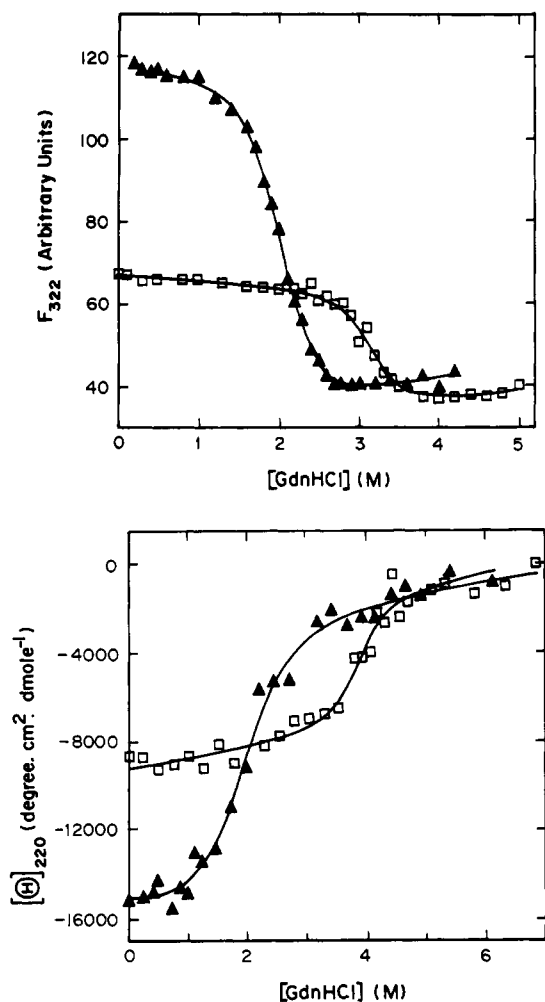 120
100
80
60
40
F322 (Arbitrary Units)
0 1 2 3 4 5
[GdnHCl] (M)
0
-4000
-8000
-12000
-16000
[Θ]220 (degree. cm2. dmole-1)
0 2 4 6
[GdnHCl] (M)